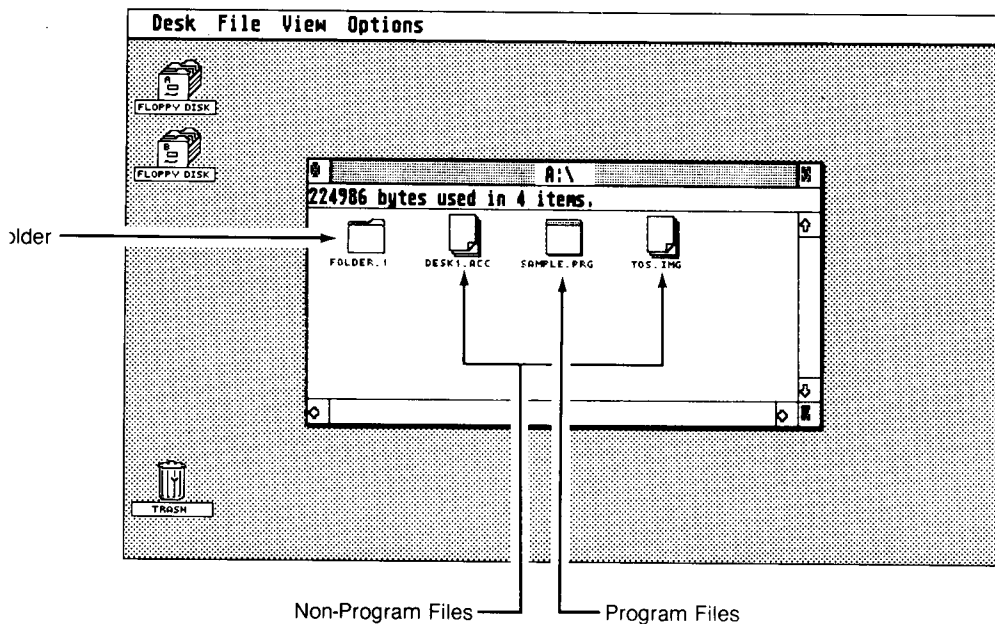 Desk File View Options
FLOPPY DISK
FLOPPY DISK
A:\
224986 bytes used in 4 items.
older
FOLDER.1 DESK1.ACC SAMPLE.PRG TOS.IMG
TRASH
Non-Program Files Program Files